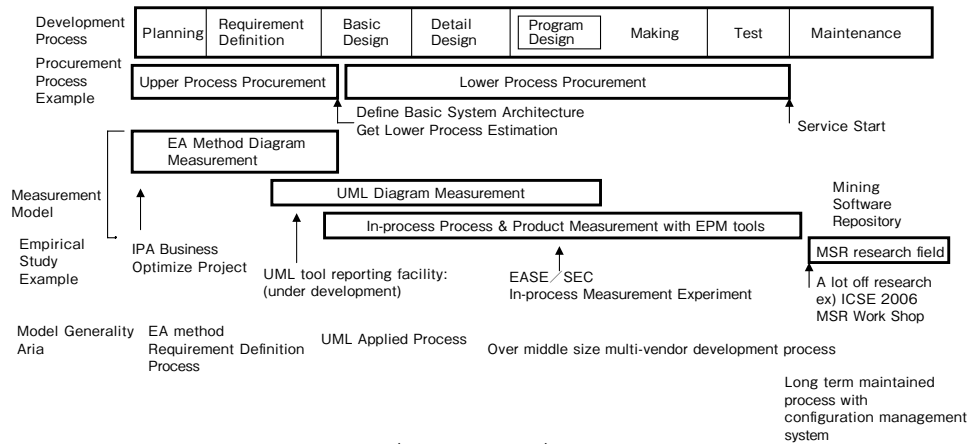 Development
Process
Planning
Requirement
Definition
Basic
Design
Detail
Design
Program
Design
Making
Test
Maintenance
Procurement
Process
Example
Upper Process Procurement
Lower Process Procurement
Define Basic System Architecture
Get Lower Process Estimation
Service Start
EA Method Diagram
Measurement
Measurement
Model
UML Diagram Measurement
Mining
Software
Repository
In-process Process & Product Measurement with EPM tools
Empirical
Study
Example
IPA Business
Optimize Project
MSR research field
UML tool reporting facility:
(under development)
EASE／SEC
In-process Measurement Experiment
A lot off research
ex) ICSE 2006
MSR Work Shop
Model Generality
Aria
EA method
Requirement Definition
Process
UML Applied Process
Over middle size multi-vendor development process
Long term maintained
process with
configuration management
system